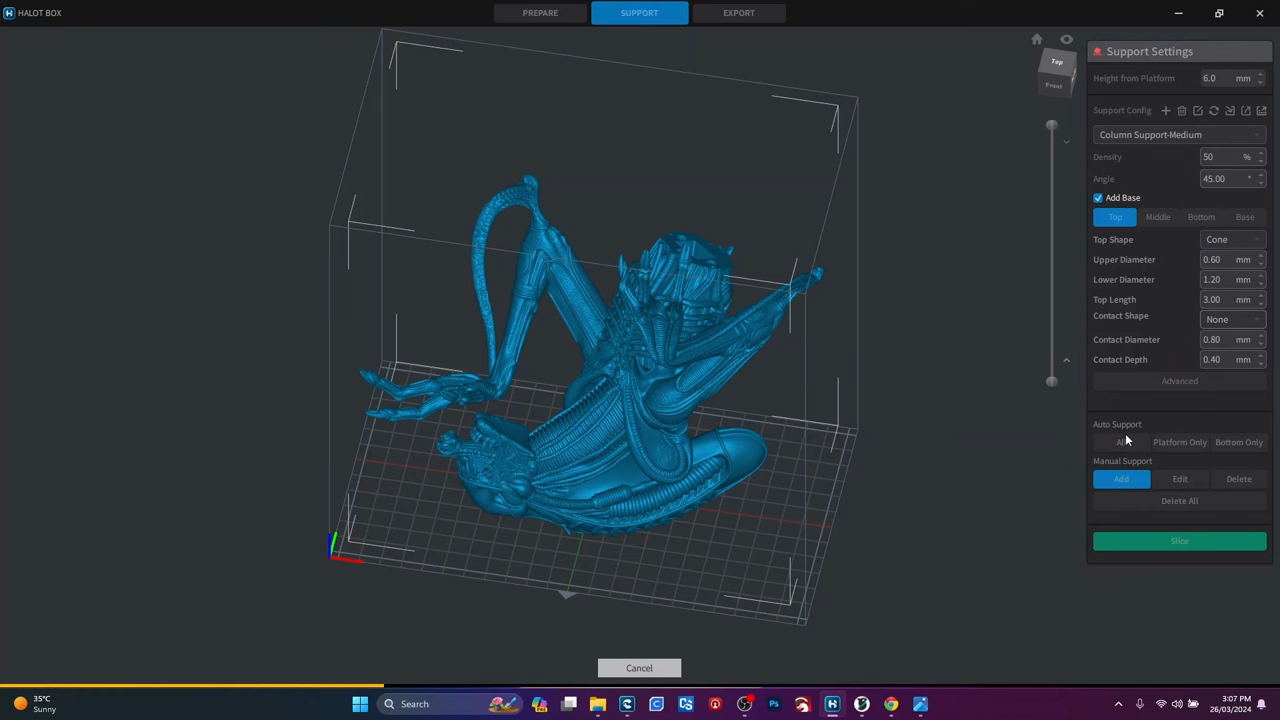 HALOT BOX
PREPARE
SUPPORT
EXPORT
Top
Front
Support Settings
Height from Platform 6.0 mm
Support Config
Column Support-Medium
Density 50 %
Angle 45.00 °
Add Base
Top Middle Bottom Base
Top Shape Cone
Upper Diameter 0.60 mm
Lower Diameter 1.20 mm
Top Length 3.00 mm
Contact Shape None
Contact Diameter 0.80 mm
Contact Depth 0.40 mm
Advanced
Auto Support
Platform Only Bottom Only
Manual Support
Add Edit Delete
Delete All
Slice
Cancel
35°C
Sunny
Search
3:07 PM
26/03/2024